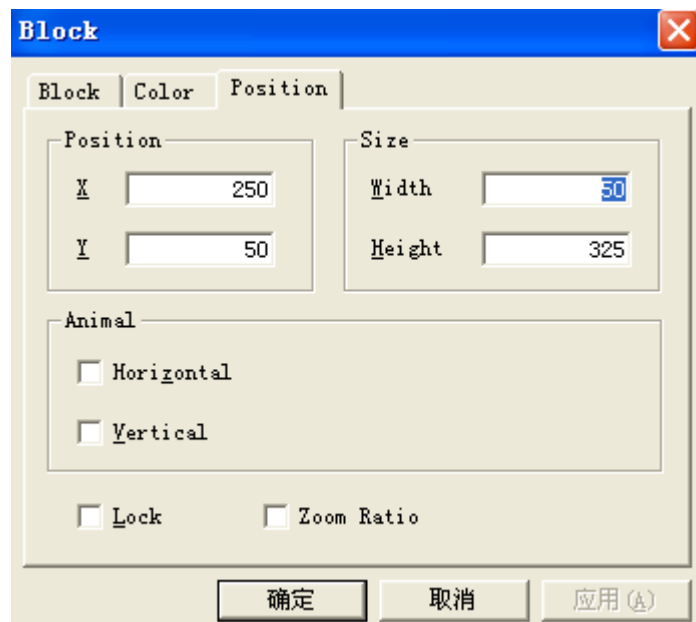 Block
Block Color Position
Position
X 250
Y 50
Size
Width 50
Height 325
Animal
Horizontal
Vertical
Lock Zoom Ratio
确定 取消 应用(A)